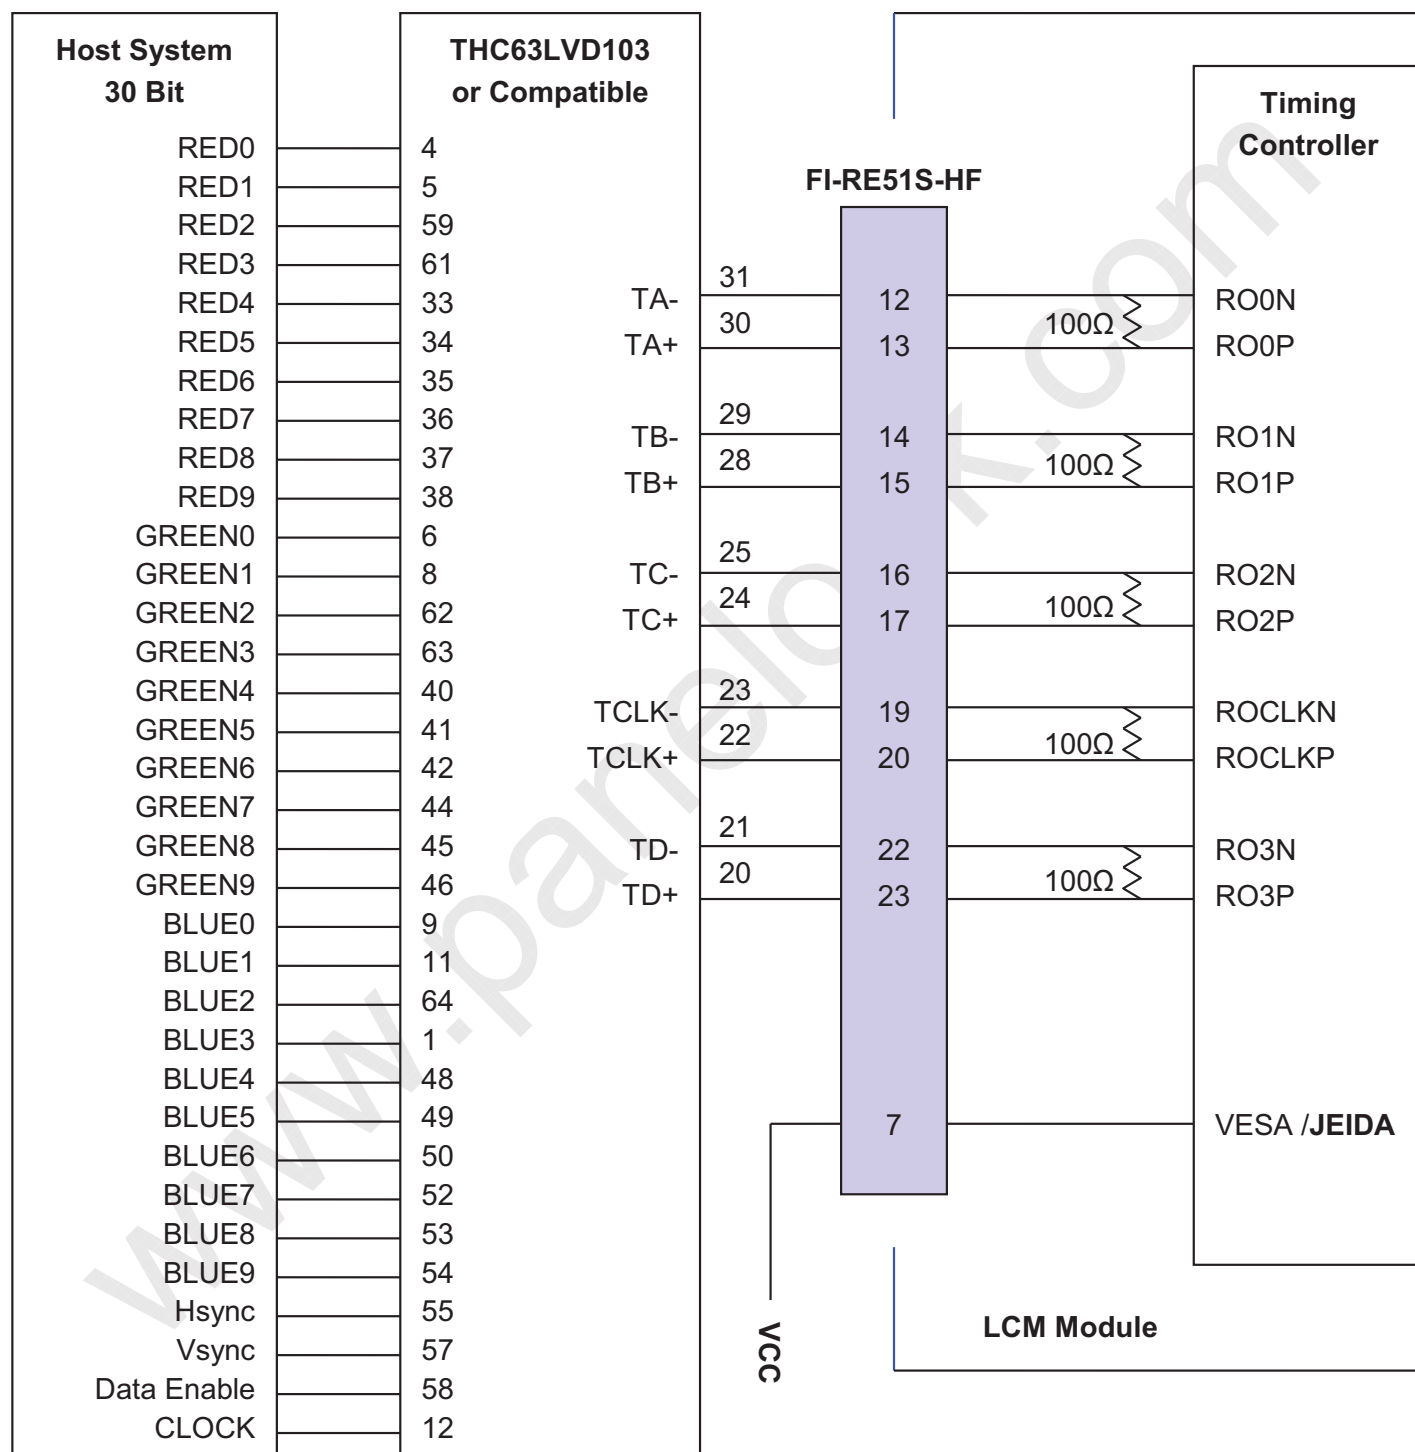 Host System
30 Bit
RED0
RED1
RED2
RED3
RED4
RED5
RED6
RED7
RED8
RED9
GREEN0
GREEN1
GREEN2
GREEN3
GREEN4
GREEN5
GREEN6
GREEN7
GREEN8
GREEN9
BLUE0
BLUE1
BLUE2
BLUE3
BLUE4
BLUE5
BLUE6
BLUE7
BLUE8
BLUE9
Hsync
Vsync
Data Enable
CLOCK
THC63LVD103
or Compatible
4
5
59
61
33
34
35
36
37
38
6
8
62
63
40
41
42
44
45
46
9
11
64
1
48
49
50
52
53
54
55
57
58
12
TA-
TA+
TB-
TB+
TC-
TC+
TCLK-
TCLK+
TD-
TD+
31
30
29
28
25
24
23
22
21
20
FI-RE51S-HF
12
13
14
15
16
17
19
20
22
23
7
VCC
100Ω
100Ω
100Ω
100Ω
100Ω
Timing
Controller
RO0N
RO0P
RO1N
RO1P
RO2N
RO2P
ROCLKN
ROCLKP
RO3N
RO3P
VESA /JEIDA
LCM Module